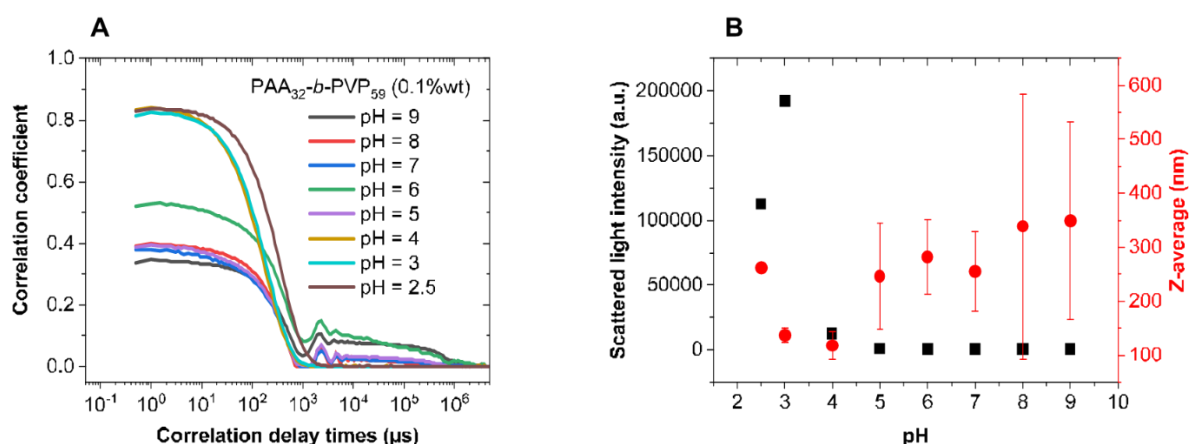 A
Correlation coefficient
1.0
0.8
0.6
0.4
0.2
0.0
PAA₃₂-b-PVP₅₉ (0.1%wt)
pH = 9
pH = 8
pH = 7
pH = 6
pH = 5
pH = 4
pH = 3
pH = 2.5
10⁻¹ 10⁰ 10¹ 10² 10³ 10⁴ 10⁵ 10⁶
Correlation delay times (µs)
B
Scattered light intensity (a.u.)
200000
150000
100000
50000
0
600
500
400
300
200
100
Z-average (nm)
2 3 4 5 6 7 8 9 10
pH